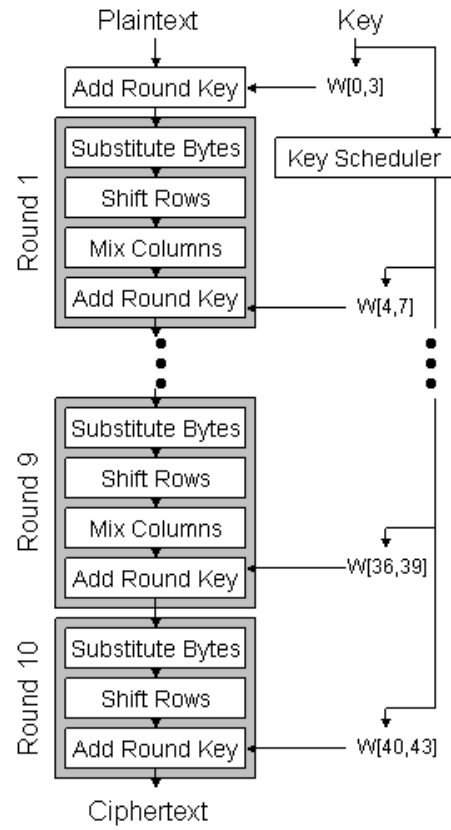 Plaintext
Key
Add Round Key
W[0,3]
Round 1
Substitute Bytes
Key Scheduler
Shift Rows
Mix Columns
Add Round Key
W[4,7]
Round 9
Substitute Bytes
Shift Rows
Mix Columns
Add Round Key
W[36,39]
Round 10
Substitute Bytes
Shift Rows
Add Round Key
W[40,43]
Ciphertext